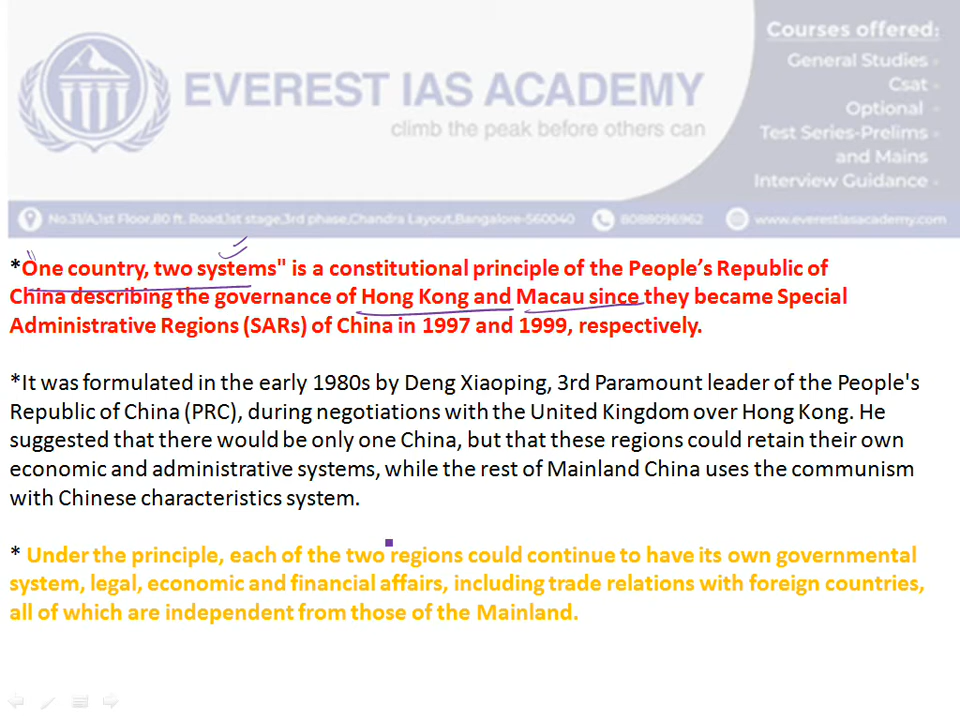 EVEREST IAS ACADEMY
climb the peak before others can
Courses offered:
General Studies
Csat
Optional
Test Series-Prelims
and Mains
Interview Guidance
No.31/A,1st Floor,80 ft. Road,1st stage,3rd phase,Chandra Layout,Bangalore-560040
8088096962
www.everestiasacademy.com
*One country, two systems" is a constitutional principle of the People’s Republic of
China describing the governance of Hong Kong and Macau since they became Special
Administrative Regions (SARs) of China in 1997 and 1999, respectively.
*It was formulated in the early 1980s by Deng Xiaoping, 3rd Paramount leader of the People's
Republic of China (PRC), during negotiations with the United Kingdom over Hong Kong. He
suggested that there would be only one China, but that these regions could retain their own
economic and administrative systems, while the rest of Mainland China uses the communism
with Chinese characteristics system.
* Under the principle, each of the two regions could continue to have its own governmental
system, legal, economic and financial affairs, including trade relations with foreign countries,
all of which are independent from those of the Mainland.